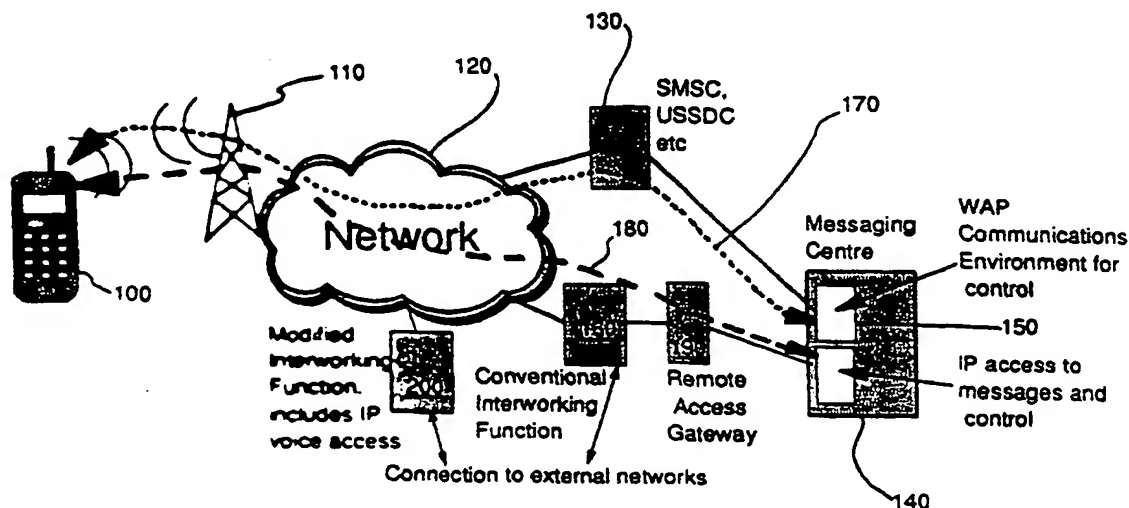 130
110
120
SMSC,
USSDC
etc
170
WAP
Communications
Environment for
control
Messaging
Centre
Network
180
100
150
Modified
Interworking
Function.
includes IP
voice access
200
Conventional
Interworking
Function
Remote
Access
Gateway
IP access to
messages and
control
Connection to external networks
140